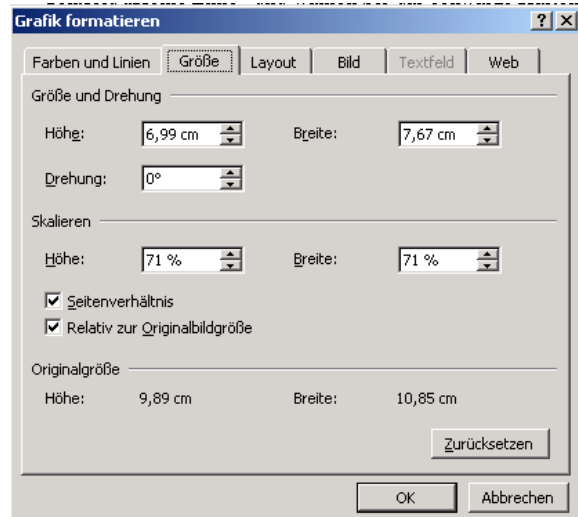 Grafik formatieren
Farben und Linien Größe Layout Bild Textfeld Web
Größe und Drehung
Höhe: 6,99 cm Breite: 7,67 cm
Drehung: 0°
Skalieren
Höhe: 71 % Breite: 71 %
Seitenverhältnis
Relativ zur Originalbildgröße
Originalgröße
Höhe: 9,89 cm Breite: 10,85 cm
Zurücksetzen
OK Abbrechen